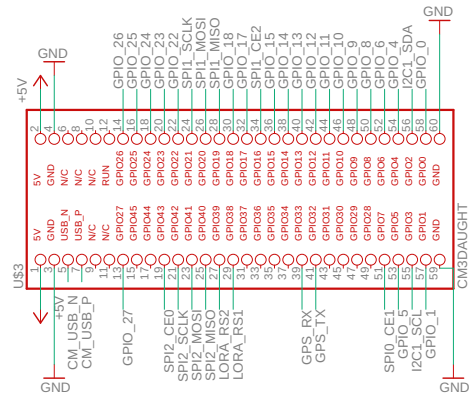 GND
GND
+5V
GPIO_26
GPIO_25
GPIO_24
GPIO_23
GPIO_22
SPI1_SCLK
SPI1_MOSI
SPI1_MISO
GPIO_18
GPIO_17
SPI1_CE2
GPIO_15
GPIO_14
GPIO_13
GPIO_12
GPIO_11
GPIO_10
GPIO_9
GPIO_8
GPIO_6
GPIO_4
I2C1_SDA
GPIO_0
2 4 6 8 10 12 14 16 18 20 22 24 26 28 30 32 34 36 38 40 42 44 46 48 50 52 54 56 58 60
5V GND N/C N/C N/C RUN GPIO26 GPIO25 GPIO24 GPIO23 GPIO22 GPIO21 GPIO20 GPIO19 GPIO18 GPIO17 GPIO16 GPIO15 GPIO14 GPIO13 GPIO12 GPIO11 GPIO10 GPIO9 GPIO8 GPIO6 GPIO4 GPIO2 GPIO0 GND
5V GND USB_N USB_P N/C N/C GPIO27 GPIO45 GPIO44 GPIO43 GPIO42 GPIO41 GPIO40 GPIO39 GPIO38 GPIO37 GPIO36 GPIO35 GPIO34 GPIO33 GPIO32 GPIO31 GPIO30 GPIO29 GPIO28 GPIO7 GPIO5 GPIO3 GPIO1 GND
1 3 5 7 9 11 13 15 17 19 21 23 25 27 29 31 33 35 37 39 41 43 45 47 49 51 53 55 57 59
U$3
CM3DAUGHT
+5V
CM_USB_N
CM_USB_P
GPIO_27
SPI2_CE0
SPI2_SCLK
SPI2_MOSI
SPI2_MISO
LORA_RS2
LORA_RS1
GPS_RX
GPS_TX
SPI0_CE1
GPIO_5
I2C1_SCL
GPIO_1
GND
GND